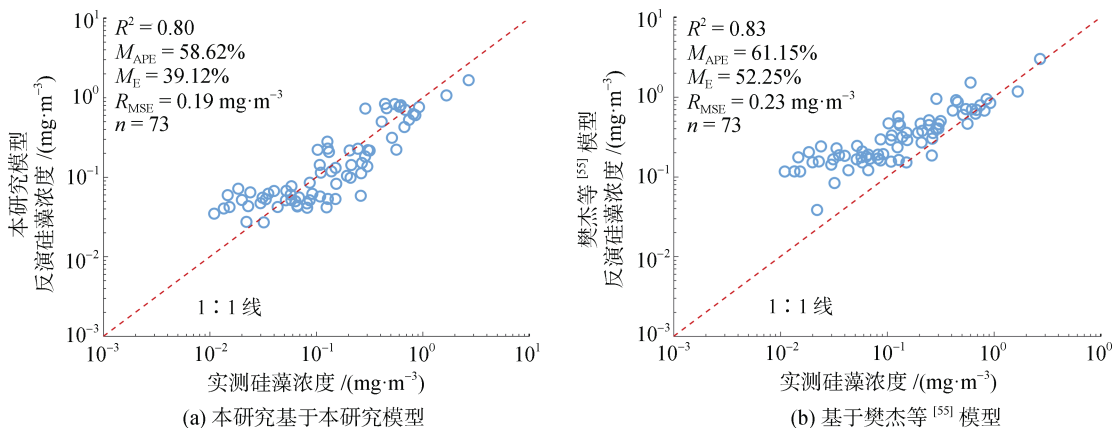 R² = 0.80
M_APE = 58.62%
M_E = 39.12%
R_MSE = 0.19 mg·m⁻³
n = 73
本研究模型
反演硅藻浓度 /(mg·m⁻³)
10¹
10⁰
10⁻¹
10⁻²
10⁻³
1∶1 线
10⁻³ 10⁻² 10⁻¹ 10⁰ 10¹
实测硅藻浓度 /(mg·m⁻³)
(a) 本研究基于本研究模型
R² = 0.83
M_APE = 61.15%
M_E = 52.25%
R_MSE = 0.23 mg·m⁻³
n = 73
樊杰等[55] 模型
反演硅藻浓度 /(mg·m⁻³)
10¹
10⁰
10⁻¹
10⁻²
10⁻³
1∶1 线
10⁻³ 10⁻² 10⁻¹ 10⁰ 10⁰
实测硅藻浓度 /(mg·m⁻³)
(b) 基于樊杰等[55] 模型